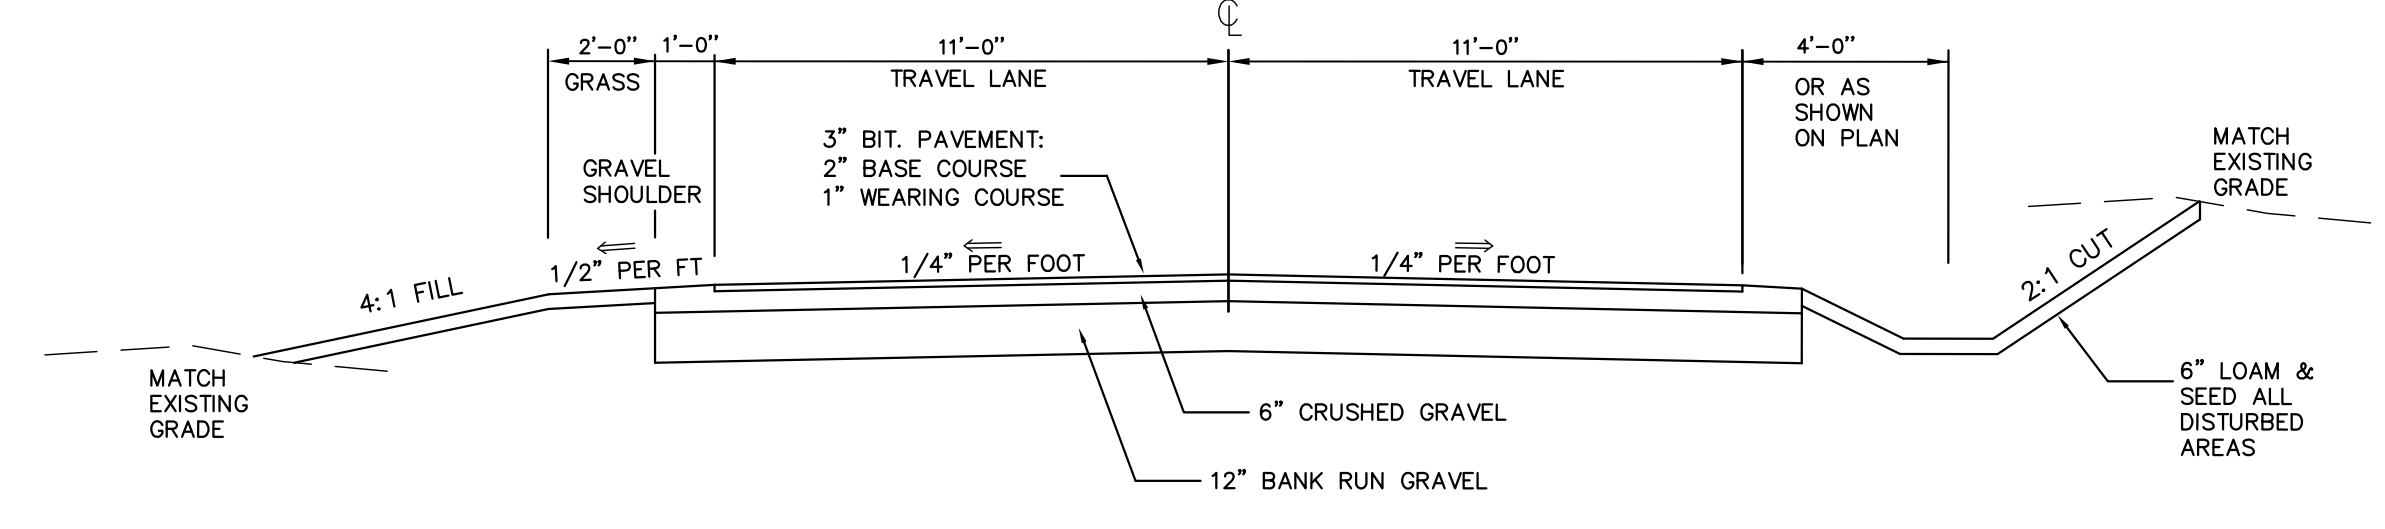 ℄
2'-0" 1'-0" 11'-0" 11'-0" 4'-0"
GRASS
TRAVEL LANE
TRAVEL LANE
OR AS
SHOWN
ON PLAN
3" BIT. PAVEMENT:
2" BASE COURSE
1" WEARING COURSE
GRAVEL
SHOULDER
MATCH
EXISTING
GRADE
1/2" PER FT
1/4" PER FOOT
1/4" PER FOOT
4:1 FILL
2:1 CUT
MATCH
EXISTING
GRADE
6" LOAM &
SEED ALL
DISTURBED
AREAS
6" CRUSHED GRAVEL
12" BANK RUN GRAVEL